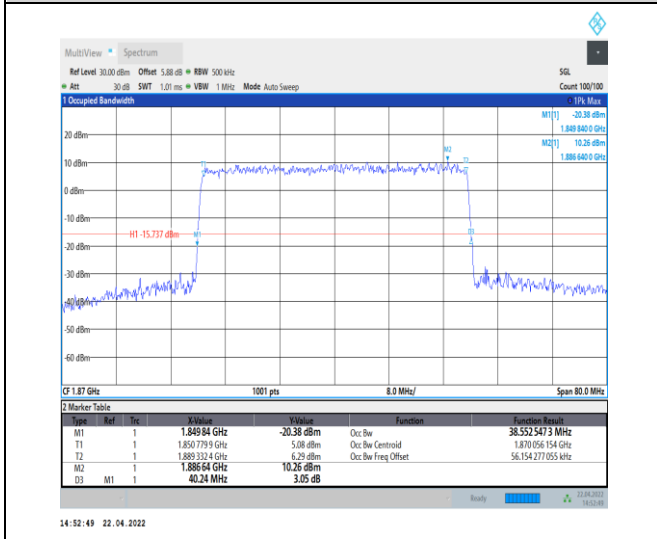 MultiView Spectrum
Ref Level 30.00 dBm Offset 5.88 dB RBW 500 kHz SGL
Att 30 dB SWT 1.01 ms VBW 1 MHz Mode Auto Sweep Count 100/100
1 Occupied Bandwidth 1Pk Max
M1[1] -20.38 dBm
1.849 840 0 GHz
M2[1] 10.26 dBm
1.886 640 0 GHz
20 dBm
M2
T1
T2
10 dBm
0 dBm
-10 dBm
H1 -15.737 dBm
M1
D3
-20 dBm
-30 dBm
-40 dBm
-50 dBm
-60 dBm
CF 1.87 GHz 1001 pts 8.0 MHz/ Span 80.0 MHz
2 Marker Table
Type Ref Trc X-Value Y-Value Function Function Result
M1 1 1.849 84 GHz -20.38 dBm Occ Bw 38.552 547 3 MHz
T1 1 1.850 779 9 GHz 5.08 dBm Occ Bw Centroid 1.870 056 154 GHz
T2 1 1.889 332 4 GHz 6.29 dBm Occ Bw Freq Offset 56.154 277 055 kHz
M2 1 1.886 64 GHz 10.26 dBm
D3 M1 1 40.24 MHz 3.05 dB
Ready 22.04.2022
14:52:49
14:52:49 22.04.2022